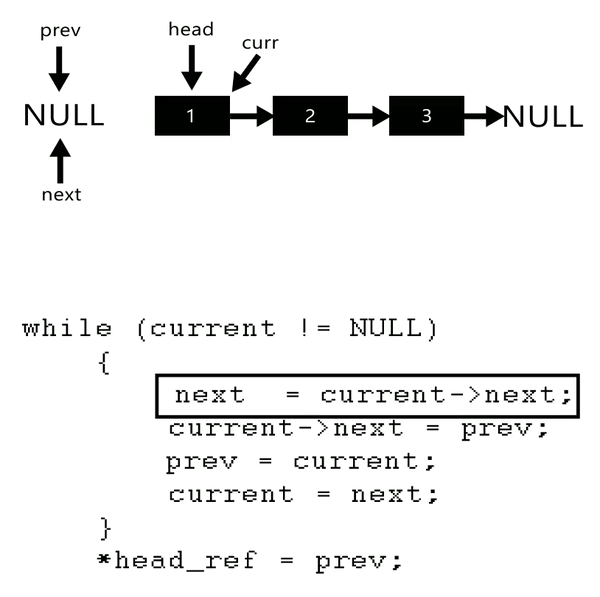 prev head curr
NULL 1 2 3 NULL
next
while (current != NULL)
{
next = current->next;
current->next = prev;
prev = current;
current = next;
}
*head_ref = prev;